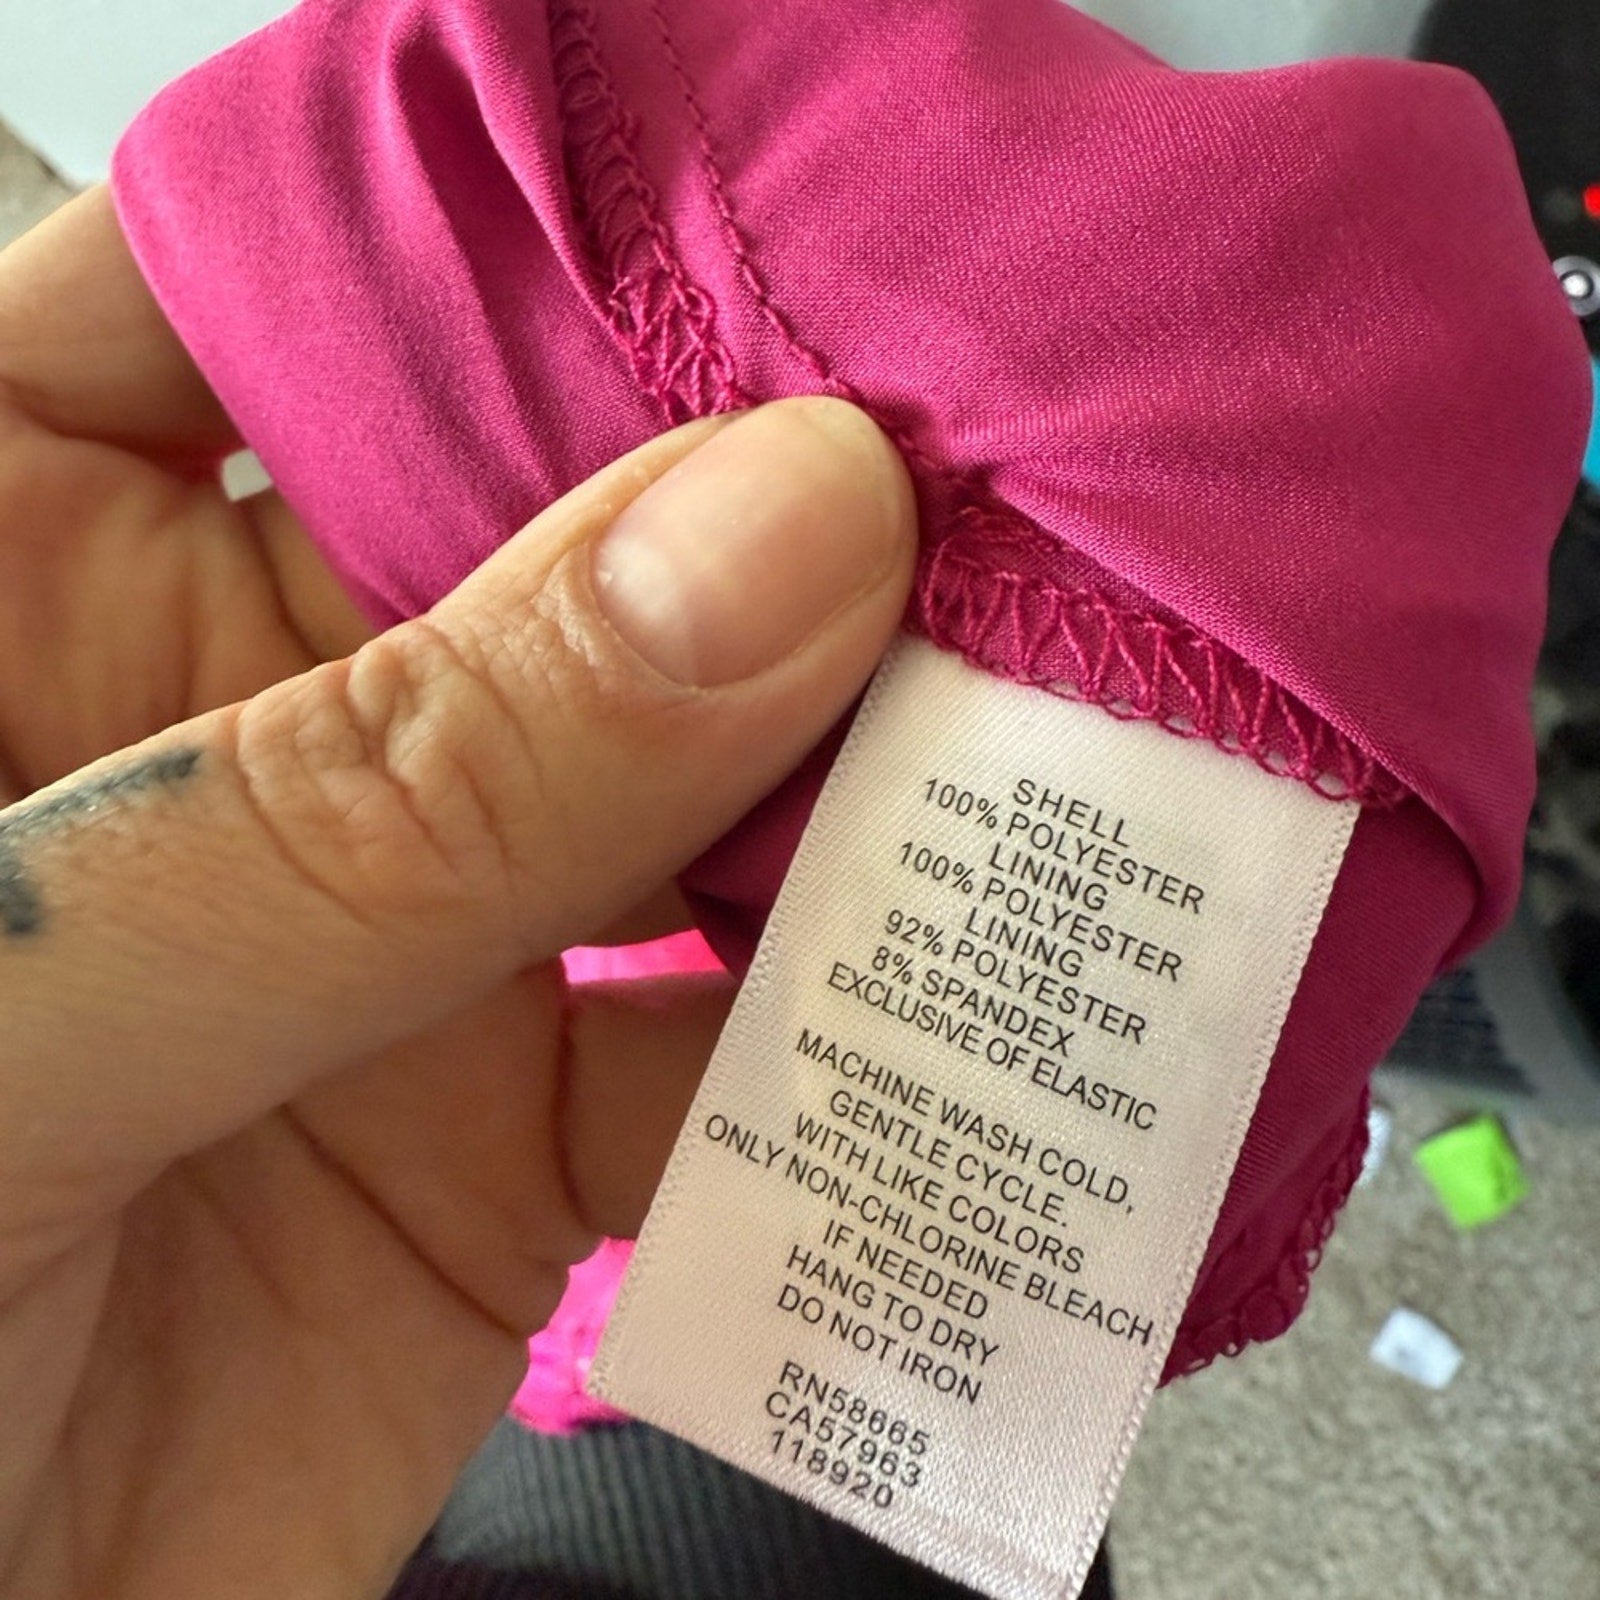 SHELL
100% POLYESTER
LINING
100% POLYESTER
LINING
92% POLYESTER
8% SPANDEX
EXCLUSIVE OF ELASTIC
MACHINE WASH COLD,
GENTLE CYCLE.
WITH LIKE COLORS
ONLY NON-CHLORINE BLEACH
IF NEEDED
HANG TO DRY
DO NOT IRON
RN58665
CA57963
118920